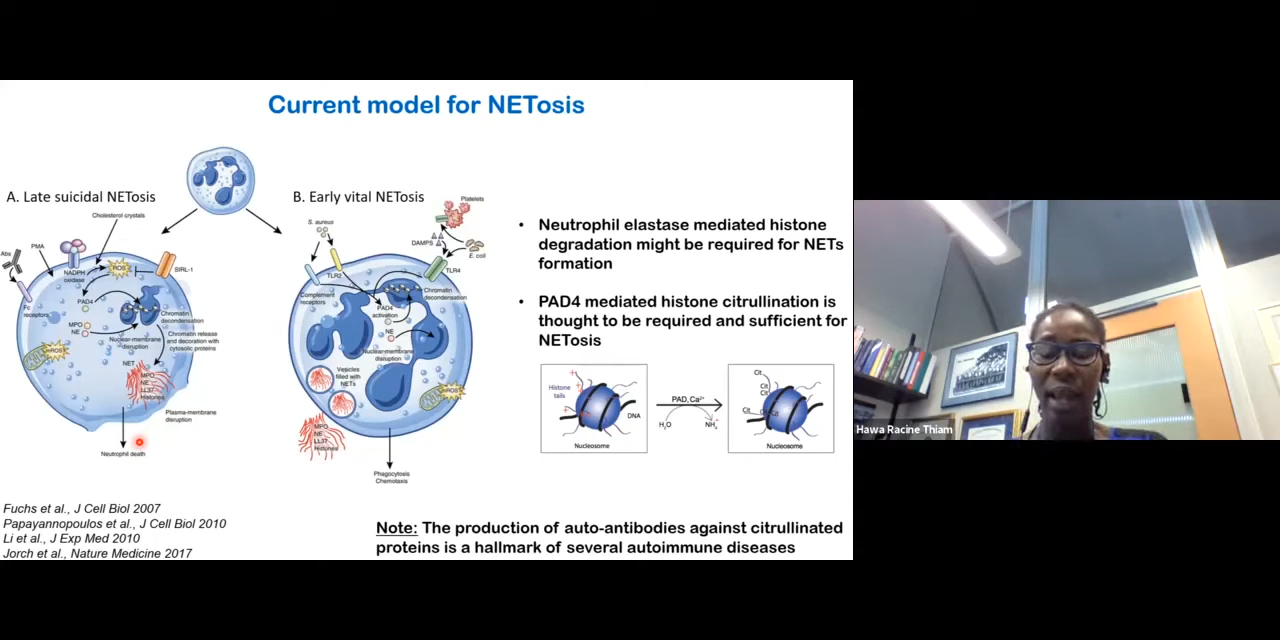 Current model for NETosis
A. Late suicidal NETosis
Cholesterol crystals
Abs
PMA
NADPH
oxidase
ROS
SIRL-1
Fc
receptors
PAD4
MPO
NE
Chromatin
decondensation
Nuclear-membrane
disruption
Chromatin release
and decoration with
cytosolic proteins
mROS
NET
MPO
NE
LL37
Histones
Plasma-membrane
disruption
Neutrophil death
B. Early vital NETosis
S. aureus
Platelets
DAMPS
E. coli
TLR2
TLR4
Complement
receptors
Chromatin
decondensation
PAD4
activation
NE
Nuclear-membrane
disruption
Vesicles
filled with
NETs
MPO
NE
LL37
Histones
Phagocytosis
Chemotaxis
• Neutrophil elastase mediated histone
degradation might be required for NETs
formation
• PAD4 mediated histone citrullination is
thought to be required and sufficient for
NETosis
Histone
tails
DNA
Nucleosome
PAD, Ca²⁺
H₂O
NH₄⁺
Cit
Cit
Cit
Cit
Cit
Cit
Nucleosome
Fuchs et al., J Cell Biol 2007
Papayannopoulos et al., J Cell Biol 2010
Li et al., J Exp Med 2010
Jorch et al., Nature Medicine 2017
Note: The production of auto-antibodies against citrullinated
proteins is a hallmark of several autoimmune diseases
Hawa Racine Thiam